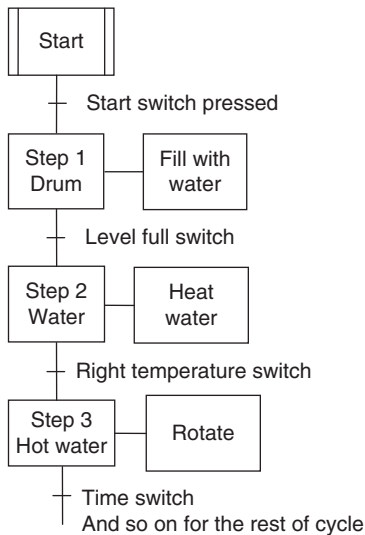 Start
Start switch pressed
Step 1
Drum
Fill with
water
Level full switch
Step 2
Water
Heat
water
Right temperature switch
Step 3
Hot water
Rotate
Time switch
And so on for the rest of cycle